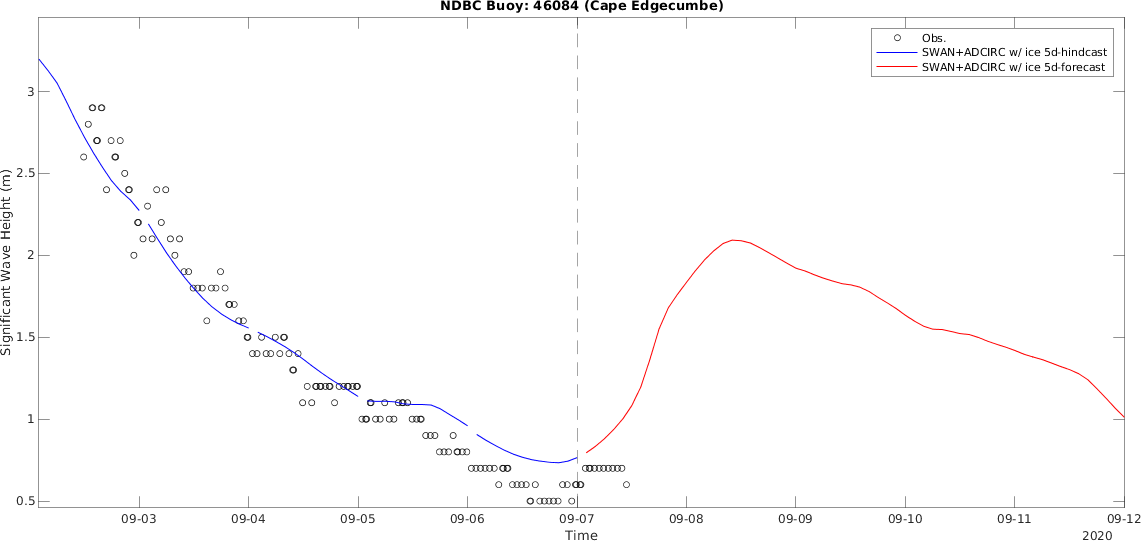 NDBC Buoy: 46084 (Cape Edgecumbe)
Obs.
SWAN+ADCIRC w/ ice 5d-hindcast
SWAN+ADCIRC w/ ice 5d-forecast
Significant Wave Height (m)
3
2.5
2
1.5
1
0.5
09-03 09-04 09-05 09-06 09-07 09-08 09-09 09-10 09-11 09-12
Time
2020